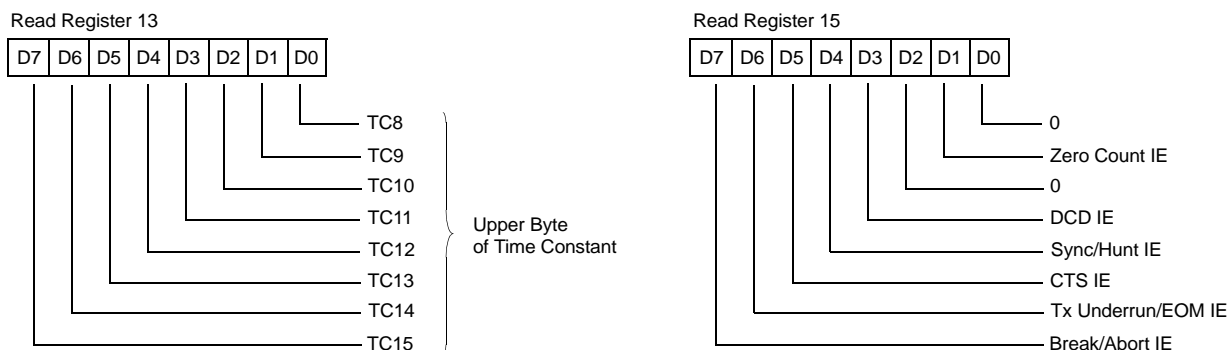 Read Register 13
D7 D6 D5 D4 D3 D2 D1 D0
TC8
TC9
TC10
TC11
TC12
TC13
TC14
TC15
Upper Byte
of Time Constant
Read Register 15
D7 D6 D5 D4 D3 D2 D1 D0
0
Zero Count IE
0
DCD IE
Sync/Hunt IE
CTS IE
Tx Underrun/EOM IE
Break/Abort IE